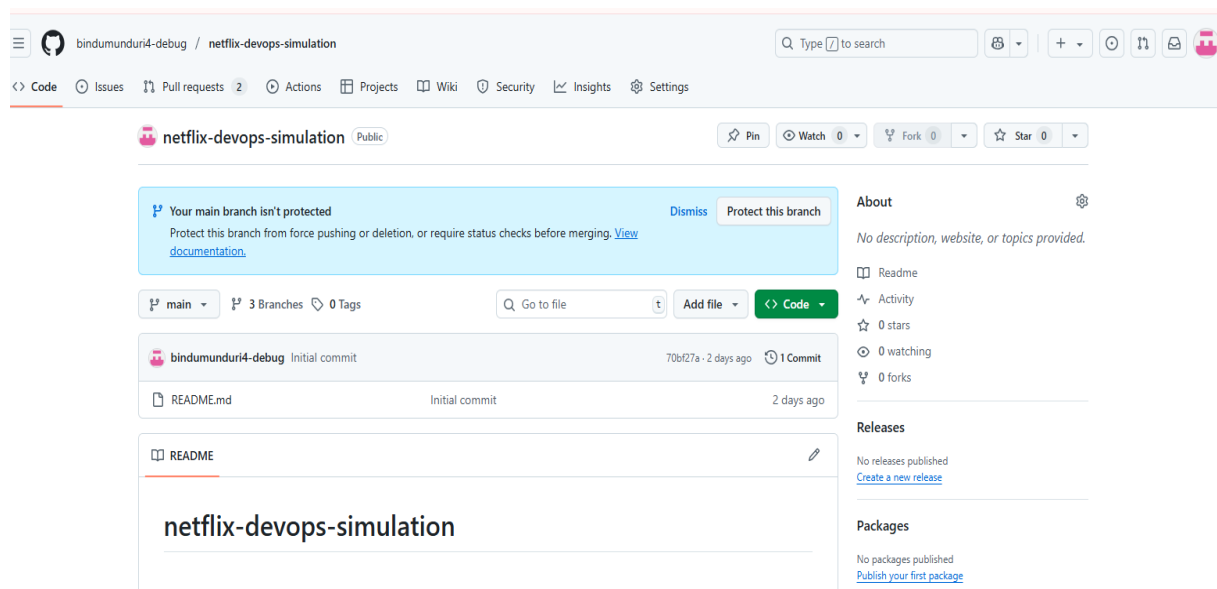 bindumunduri4-debug / netflix-devops-simulation
Type / to search
Code Issues Pull requests 2 Actions Projects Wiki Security Insights Settings
netflix-devops-simulation Public
Pin Watch 0 Fork 0 Star 0
Your main branch isn't protected
Dismiss Protect this branch
Protect this branch from force pushing or deletion, or require status checks before merging. View
documentation.
main 3 Branches 0 Tags Go to file t Add file Code
bindumunduri4-debug Initial commit 70bf27a · 2 days ago 1 Commit
README.md Initial commit 2 days ago
README
netflix-devops-simulation
About
No description, website, or topics provided.
Readme
Activity
0 stars
0 watching
0 forks
Releases
No releases published
Create a new release
Packages
No packages published
Publish your first package